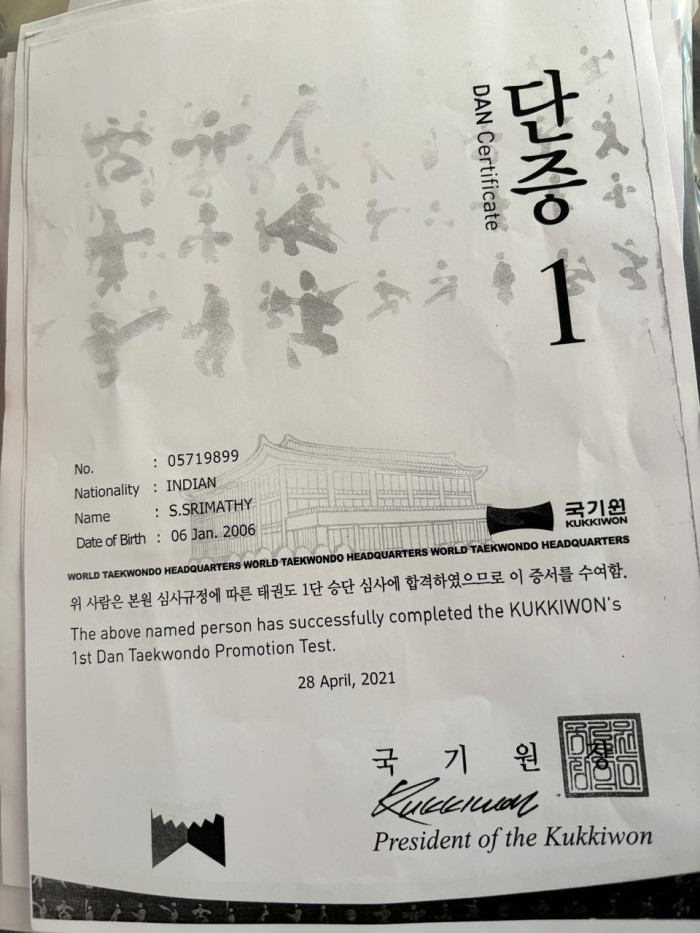 단증
DAN Certificate
1
No. : 05719899
Nationality : INDIAN
Name : S.SRIMATHY
Date of Birth : 06 Jan. 2006
국기원
KUKKIWON
WORLD TAEKWONDO HEADQUARTERS WORLD TAEKWONDO HEADQUARTERS WORLD TAEKWONDO HEADQUARTERS
위 사람은 본원 심사규정에 따른 태권도 1단 승단 심사에 합격하였으므로 이 증서를 수여함.
The above named person has successfully completed the KUKKIWON's
1st Dan Taekwondo Promotion Test.
28 April, 2021
국 기 원 장
Kukkiwon
President of the Kukkiwon